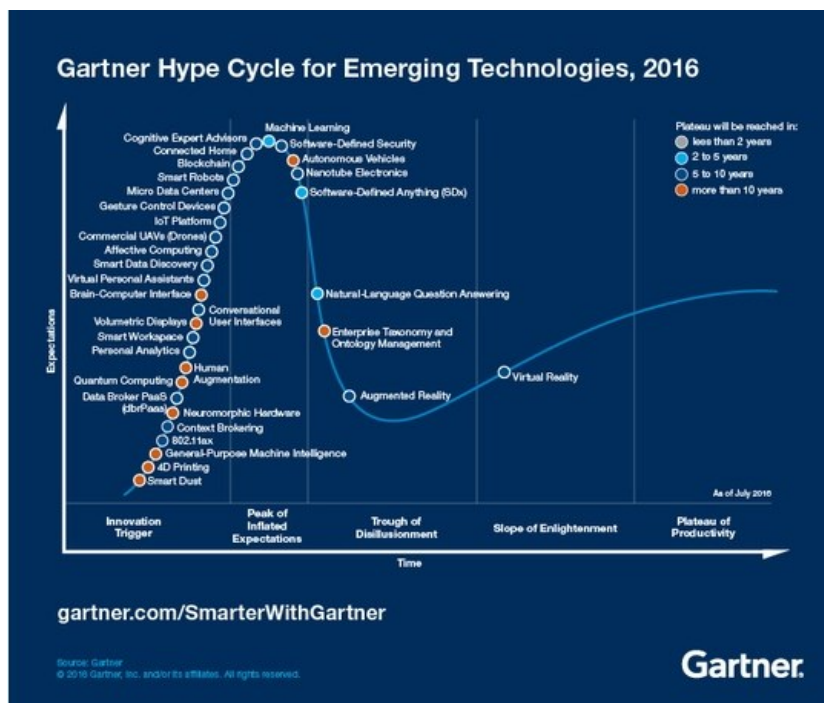 Gartner Hype Cycle for Emerging Technologies, 2016
Plateau will be reached in:
less than 2 years
2 to 5 years
5 to 10 years
more than 10 years
Expectations
Machine Learning
Cognitive Expert Advisors
Software-Defined Security
Connected Home
Autonomous Vehicles
Blockchain
Nanotube Electronics
Smart Robots
Micro Data Centers
Software-Defined Anything (SDx)
Gesture Control Devices
IoT Platform
Commercial UAVs (Drones)
Affective Computing
Smart Data Discovery
Virtual Personal Assistants
Brain-Computer Interface
Natural-Language Question Answering
Conversational
User Interfaces
Volumetric Displays
Enterprise Taxonomy and
Ontology Management
Smart Workspace
Personal Analytics
Human
Augmentation
Virtual Reality
Quantum Computing
Augmented Reality
Data Broker PaaS
(dbrPaas)
Neuromorphic Hardware
Context Brokering
802.11ax
General-Purpose Machine Intelligence
4D Printing
Smart Dust
As of July 2016
Innovation
Trigger
Peak of
Inflated
Expectations
Trough of
Disillusionment
Slope of Enlightenment
Plateau of
Productivity
Time
gartner.com/SmarterWithGartner
Source: Gartner
© 2016 Gartner, Inc. and/or its affiliates. All rights reserved.
Gartner.